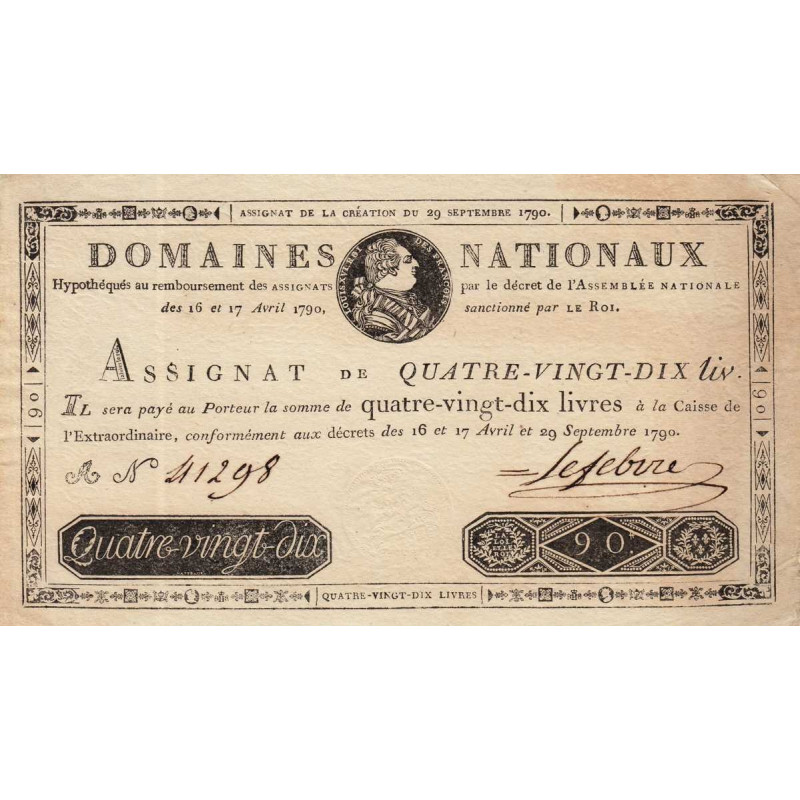 ASSIGNAT DE LA CRÉATION DU 29 SEPTEMBRE 1790.
DOMAINES NATIONAUX
LOUIS XVI ROI DES FRANÇOIS
Hypothéqués au remboursement des ASSIGNATS par le décret de l'ASSEMBLÉE NATIONALE
des 16 et 17 Avril 1790, sanctionné par LE ROI.
ASSIGNAT DE QUATRE-VINGT-DIX liv.
IL sera payé au Porteur la somme de quatre-vingt-dix livres à la Caisse de
l'Extraordinaire, conformément aux décrets des 16 et 17 Avril et 29 Septembre 1790.
A N 41298 Lefebvre
Quatre-vingt-dix LA LOI ET LE ROI 90
QUATRE-VINGT-DIX LIVRES
90
90